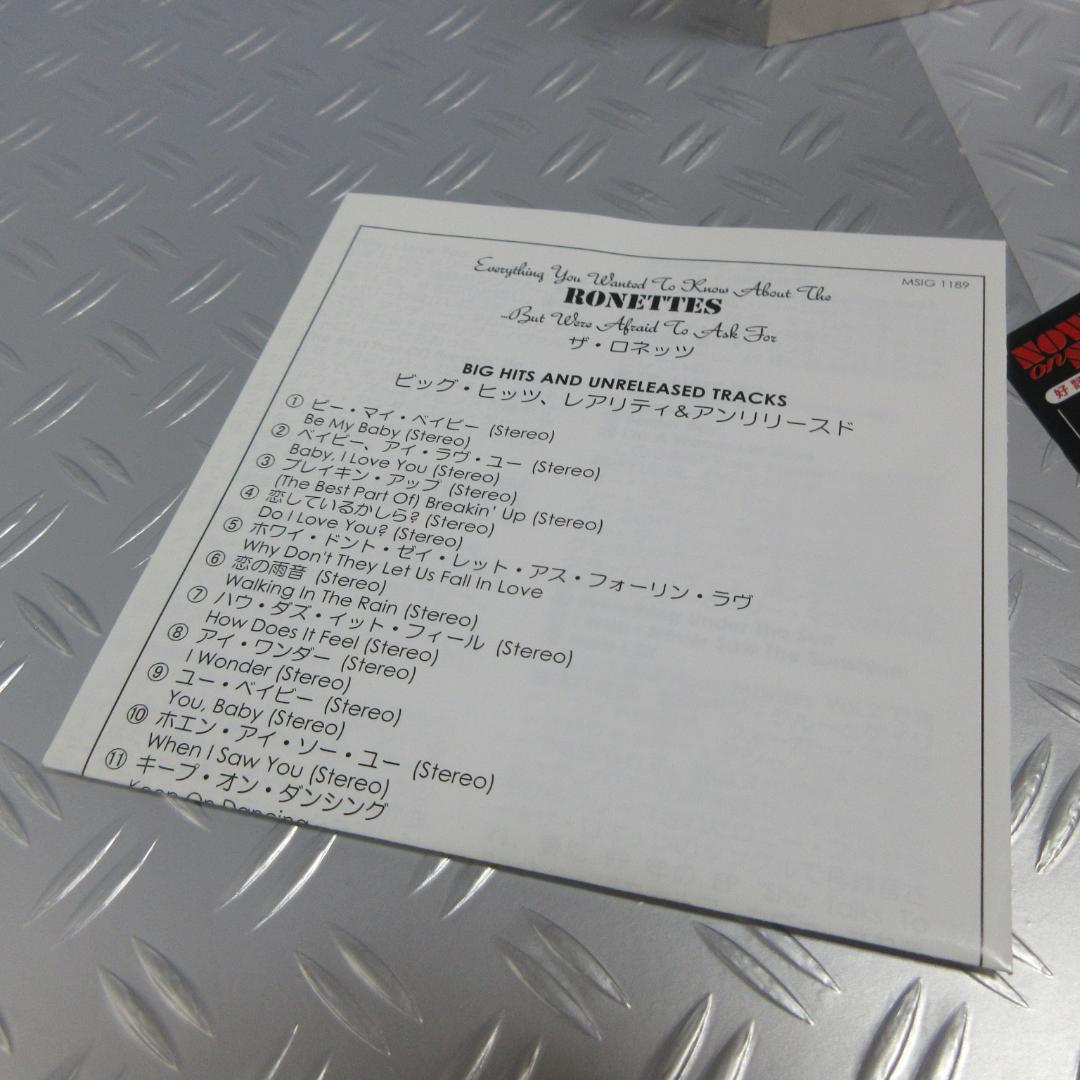 Everything You Wanted To Know About The
MSIG 1189
RONETTES
...But Were Afraid To Ask For
ザ・ロネッツ
BIG HITS AND UNRELEASED TRACKS
ビッグ・ヒッツ、レアリティ&アンリリースド
① ビー・マイ・ベイビー (Stereo)
Be My Baby (Stereo)
② ベイビー、アイ・ラヴ・ユー (Stereo)
Baby, I Love You (Stereo)
③ ブレイキン・アップ (Stereo)
(The Best Part Of) Breakin' Up (Stereo)
④ 恋しているかしら? (Stereo)
Do I Love You? (Stereo)
⑤ ホワイ・ドント・ゼイ・レット・アス・フォーリン・ラヴ
Why Don't They Let Us Fall In Love
⑥ 恋の雨音 (Stereo)
Walking In The Rain (Stereo)
⑦ ハウ・ダズ・イット・フィール (Stereo)
How Does It Feel (Stereo)
⑧ アイ・ワンダー (Stereo)
I Wonder (Stereo)
⑨ ユー・ベイビー (Stereo)
You, Baby (Stereo)
⑩ ホエン・アイ・ソー・ユー (Stereo)
When I Saw You (Stereo)
⑪ キープ・オン・ダンシング
Keep On Dancing